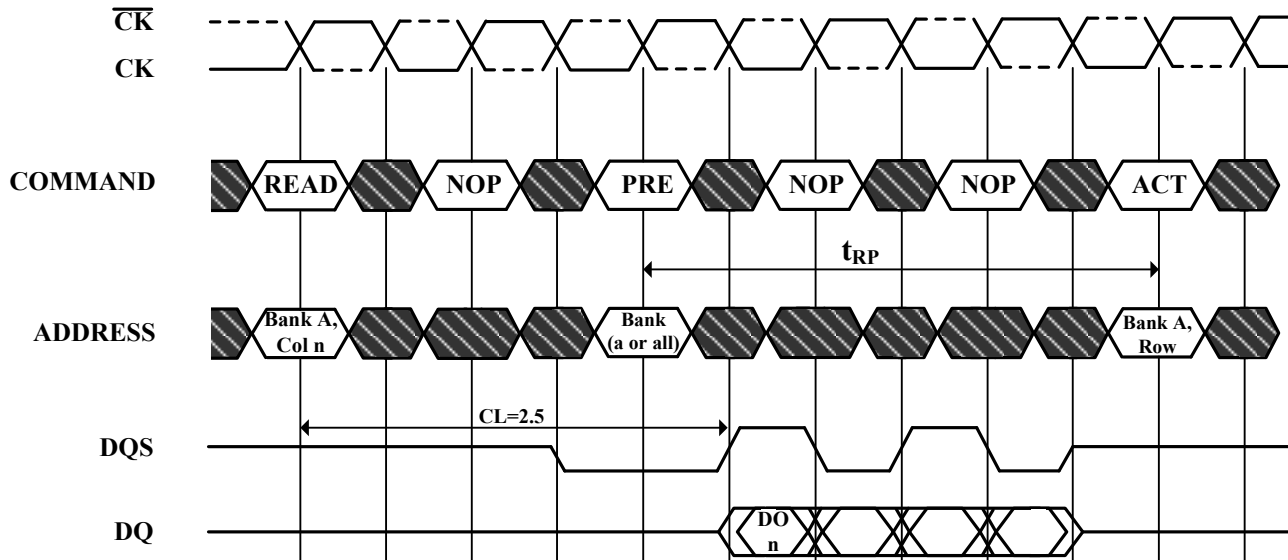 CK
CK
COMMAND READ NOP PRE NOP NOP ACT
tRP
ADDRESS Bank A, Col n Bank (a or all) Bank A, Row
CL=2.5
DQS
DQ DO n